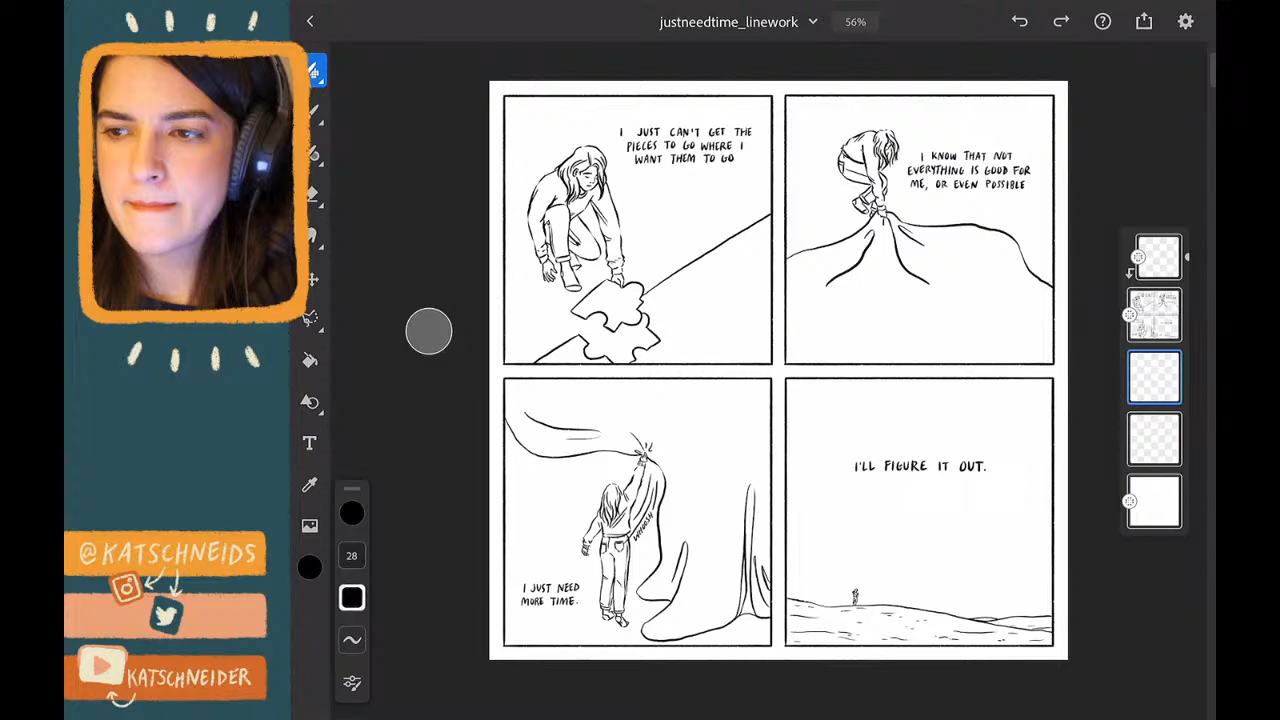 justneedtime_linework
56%
I JUST CAN'T GET THE
PIECES TO GO WHERE I
WANT THEM TO GO
I KNOW THAT NOT
EVERYTHING IS GOOD FOR
ME, OR EVEN POSSIBLE
WHOOSH
I JUST NEED
MORE TIME.
I'LL FIGURE IT OUT.
T
28
@KATSCHNEIDS
KATSCHNEIDER